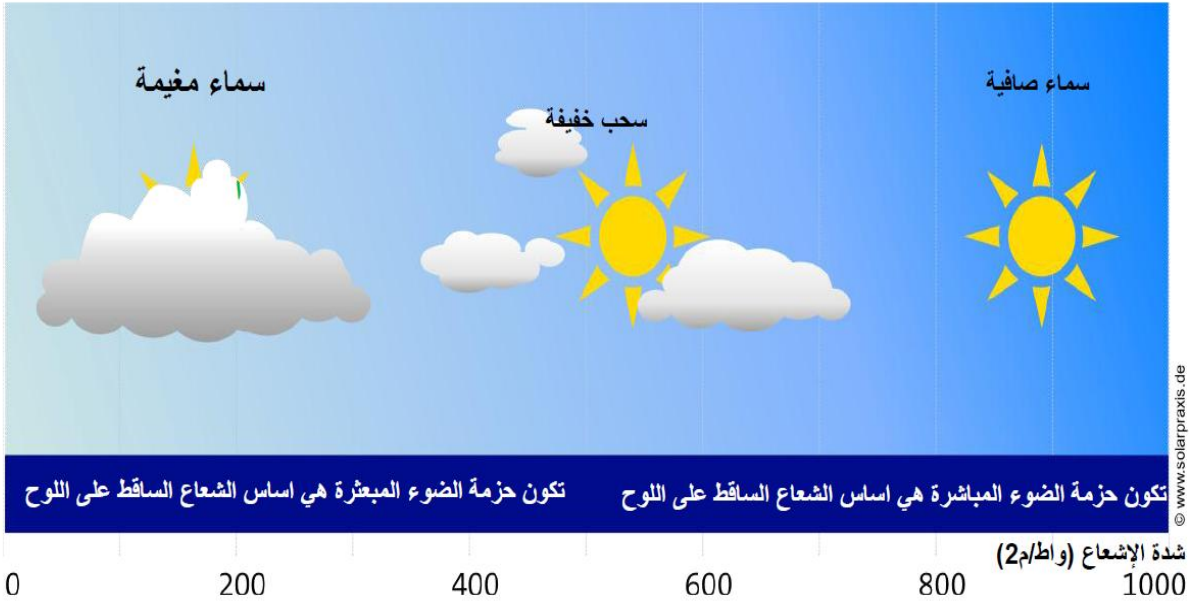 سماء صافية
سحب خفيفة
سماء مغيمة
تكون حزمة الضوء المباشرة هي اساس الشعاع الساقط على اللوح
تكون حزمة الضوء المبعثرة هي اساس الشعاع الساقط على اللوح
شدة الإشعاع (واط/م2)
0 200 400 600 800 1000
© www.solarpraxis.de